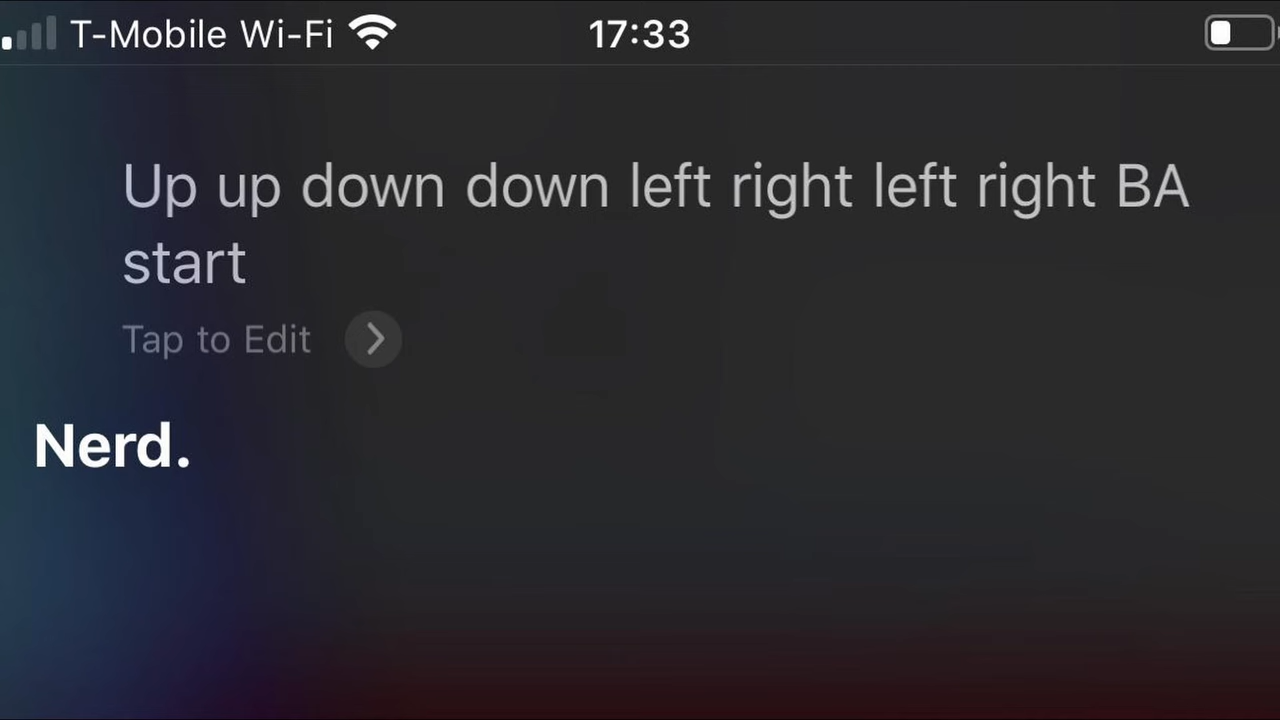 T-Mobile Wi-Fi 17:33
Up up down down left right left right BA
start
Tap to Edit
Nerd.